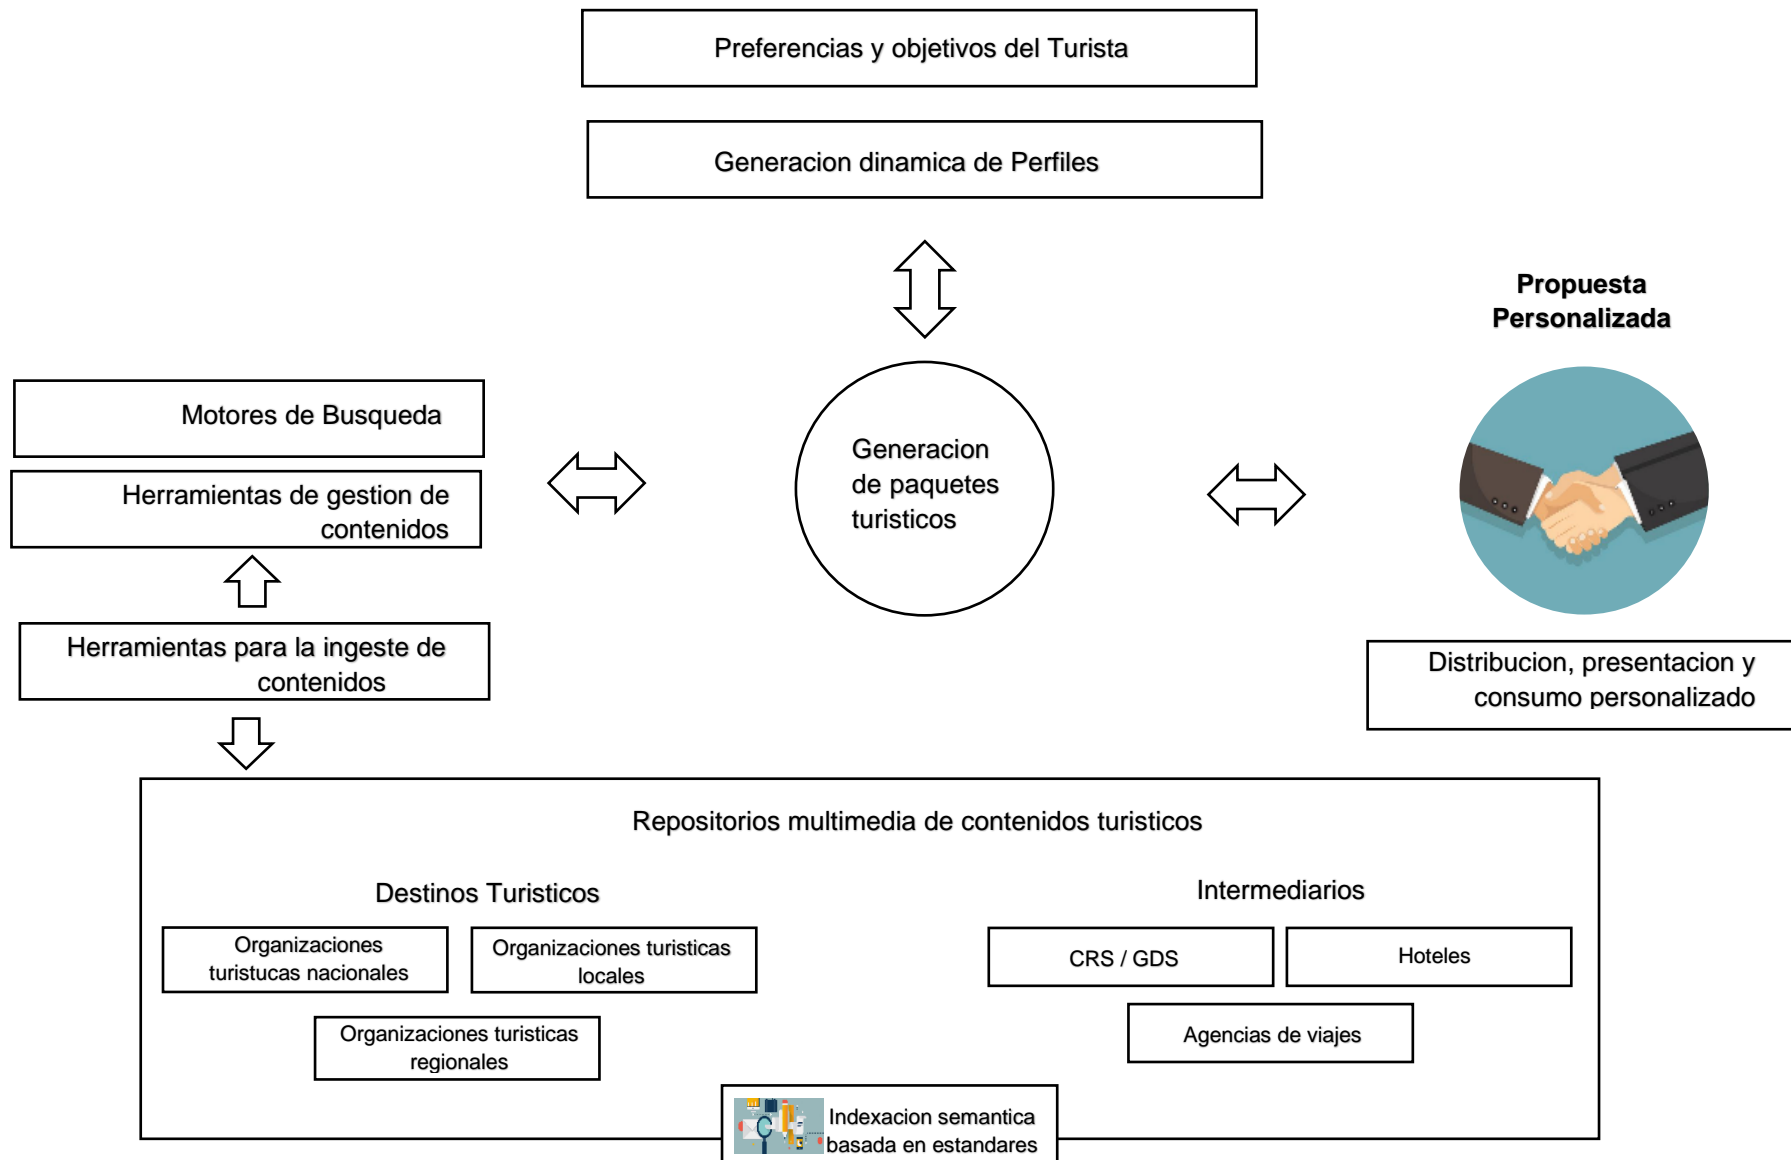 Preferencias y objetivos del Turista
Generacion dinamica de Perfiles
Propuesta
Personalizada
Motores de Busqueda
Herramientas de gestion de
contenidos
Generacion
de paquetes
turisticos
Herramientas para la ingeste de
contenidos
Distribucion, presentacion y
consumo personalizado
Repositorios multimedia de contenidos turisticos
Destinos Turisticos
Organizaciones
turistucas nacionales
Organizaciones turisticas
locales
Organizaciones turisticas
regionales
Intermediarios
CRS / GDS
Hoteles
Agencias de viajes
Indexacion semantica
basada en estandares